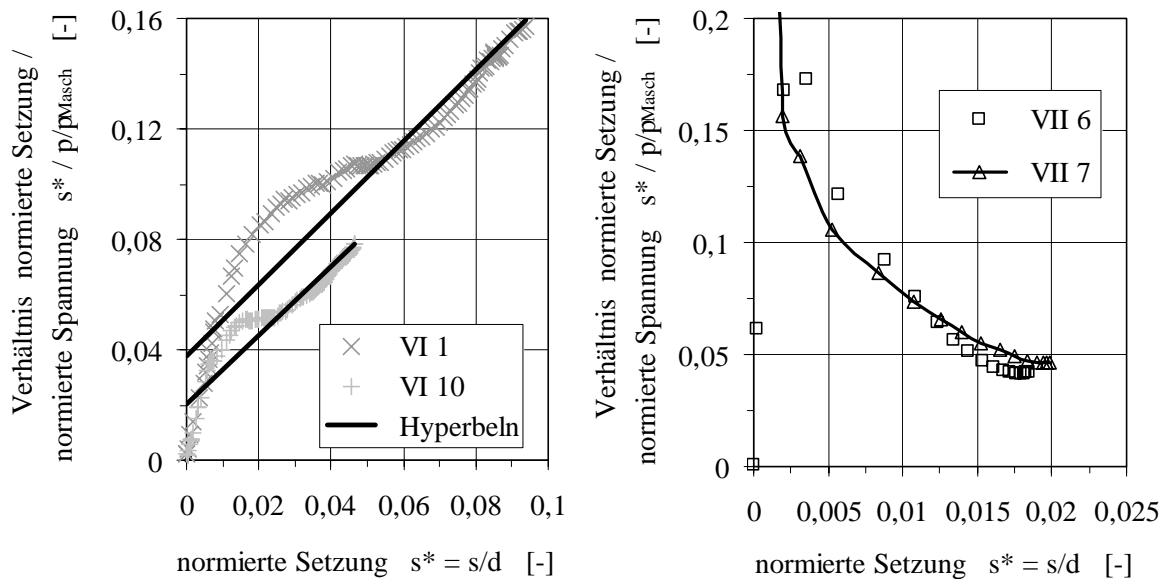 Verhältnis normierte Setzung /
normierte Spannung s* / p/pMasch [-]
0,16
0,12
0,08
0,04
0
0 0,02 0,04 0,06 0,08 0,1
normierte Setzung s* = s/d [-]
VI 1
VI 10
Hyperbeln
Verhältnis normierte Setzung /
normierte Spannung s* / p/pMasch [-]
0,2
0,15
0,1
0,05
0
0 0,005 0,01 0,015 0,02 0,025
normierte Setzung s* = s/d [-]
VII 6
VII 7